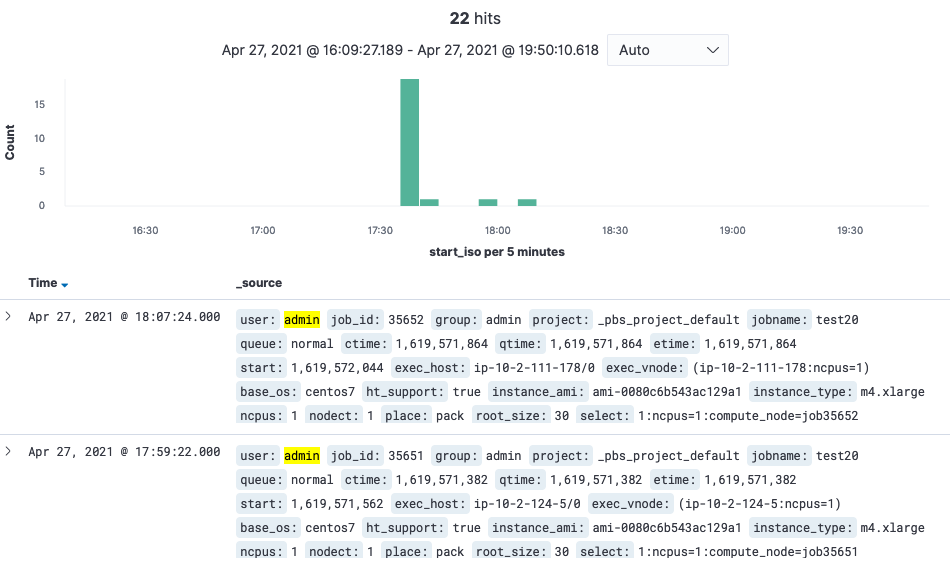 22 hits
Apr 27, 2021 @ 16:09:27.189 - Apr 27, 2021 @ 19:50:10.618 Auto
15
10
5
0
Count
16:30 17:00 17:30 18:00 18:30 19:00 19:30
start_iso per 5 minutes
Time _source
Apr 27, 2021 @ 18:07:24.000 user: admin job_id: 35652 group: admin project: _pbs_project_default jobname: test20
queue: normal ctime: 1,619,571,864 qtime: 1,619,571,864 etime: 1,619,571,864
start: 1,619,572,044 exec_host: ip-10-2-111-178/0 exec_vnode: (ip-10-2-111-178:ncpus=1)
base_os: centos7 ht_support: true instance_ami: ami-0080c6b543ac129a1 instance_type: m4.xlarge
ncpus: 1 nodect: 1 place: pack root_size: 30 select: 1:ncpus=1:compute_node=job35652
Apr 27, 2021 @ 17:59:22.000 user: admin job_id: 35651 group: admin project: _pbs_project_default jobname: test20
queue: normal ctime: 1,619,571,382 qtime: 1,619,571,382 etime: 1,619,571,382
start: 1,619,571,562 exec_host: ip-10-2-124-5/0 exec_vnode: (ip-10-2-124-5:ncpus=1)
base_os: centos7 ht_support: true instance_ami: ami-0080c6b543ac129a1 instance_type: m4.xlarge
ncpus: 1 nodect: 1 place: pack root_size: 30 select: 1:ncpus=1:compute_node=job35651